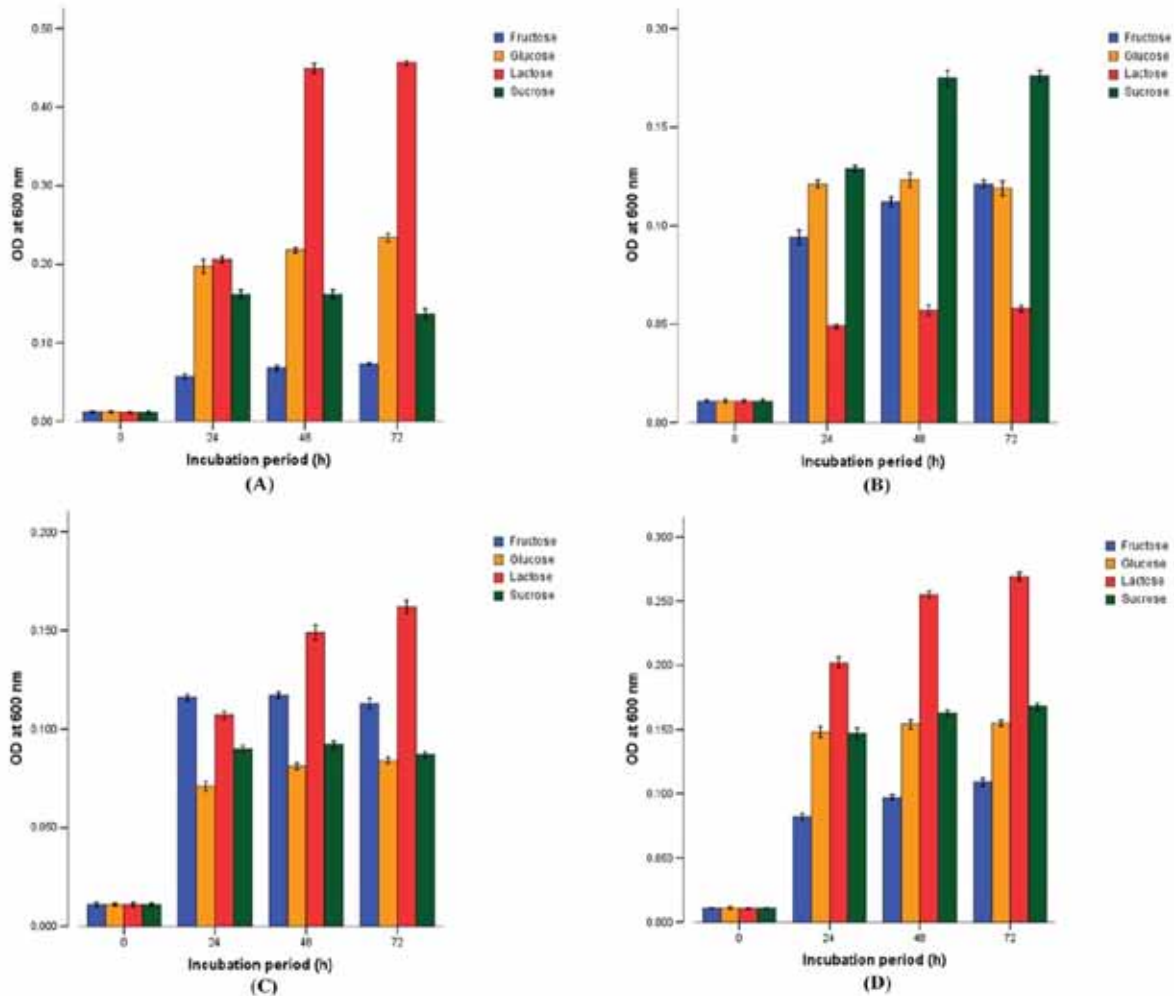 0.50
0.40
0.30
0.20
0.10
0.00
OD at 600 nm
0 24 48 72
Incubation period (h)
(A)
Fructose
Glucose
Lactose
Sucrose
0.20
0.15
0.10
0.05
0.00
OD at 600 nm
0 24 48 72
Incubation period (h)
(B)
Fructose
Glucose
Lactose
Sucrose
0.200
0.150
0.100
0.050
0.000
OD at 600 nm
0 24 48 72
Incubation period (h)
(C)
Fructose
Glucose
Lactose
Sucrose
0.300
0.250
0.200
0.150
0.100
0.050
0.000
OD at 600 nm
0 24 48 72
Incubation period (h)
(D)
Fructose
Glucose
Lactose
Sucrose